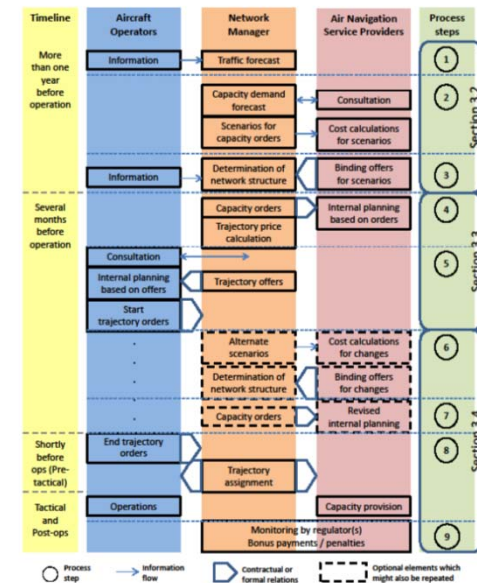 Timeline
Aircraft
Operators
Network
Manager
Air Navigation
Service Providers
Process
steps
More
than one
year
before
operation
Information
Traffic forecast
1
Capacity demand
forecast
Consultation
2
Scenarios for
capacity orders
Cost calculations
for scenarios
Section 3.2
Information
Determination of
network structure
Binding offers
for scenarios
3
Several
months
before
operation
Capacity orders
Internal planning
based on orders
4
Trajectory price
calculation
Section 3.3
Consultation
5
Internal planning
based on offers
Trajectory offers
Start
trajectory orders
Alternate
scenarios
Cost calculations
for changes
6
Determination of
network structure
Binding offers
for changes
Capacity orders
Revised
internal planning
7
Section 3.4
Shortly
before
ops (Pre-
tactical)
End trajectory
orders
8
Trajectory
assignment
Tactical
and
Post-ops
Operations
Capacity provision
Monitoring by regulator(s)
Bonus payments / penalties
9
Process
step
Information
flow
Contractual or
formal relations
Optional elements which
might also be repeated